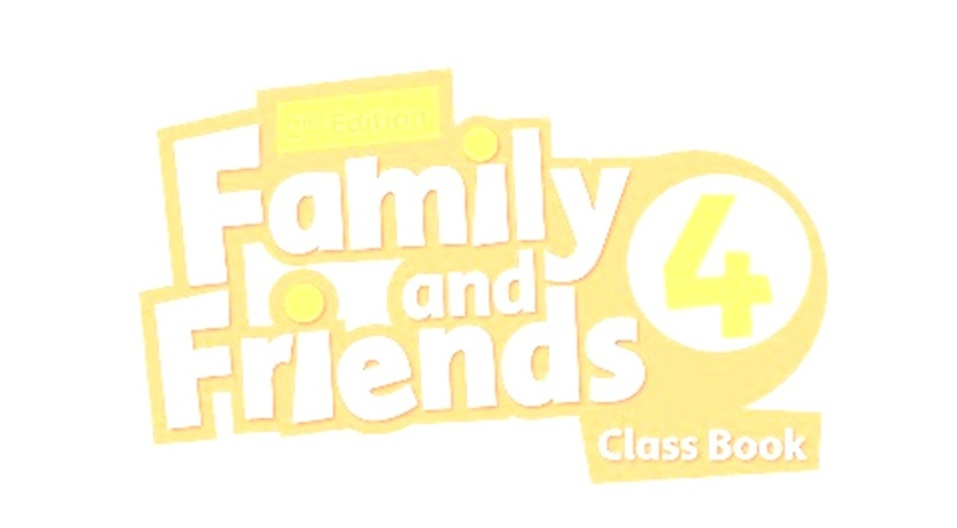 2nd Edition
Family
and
Friends
4
Class Book